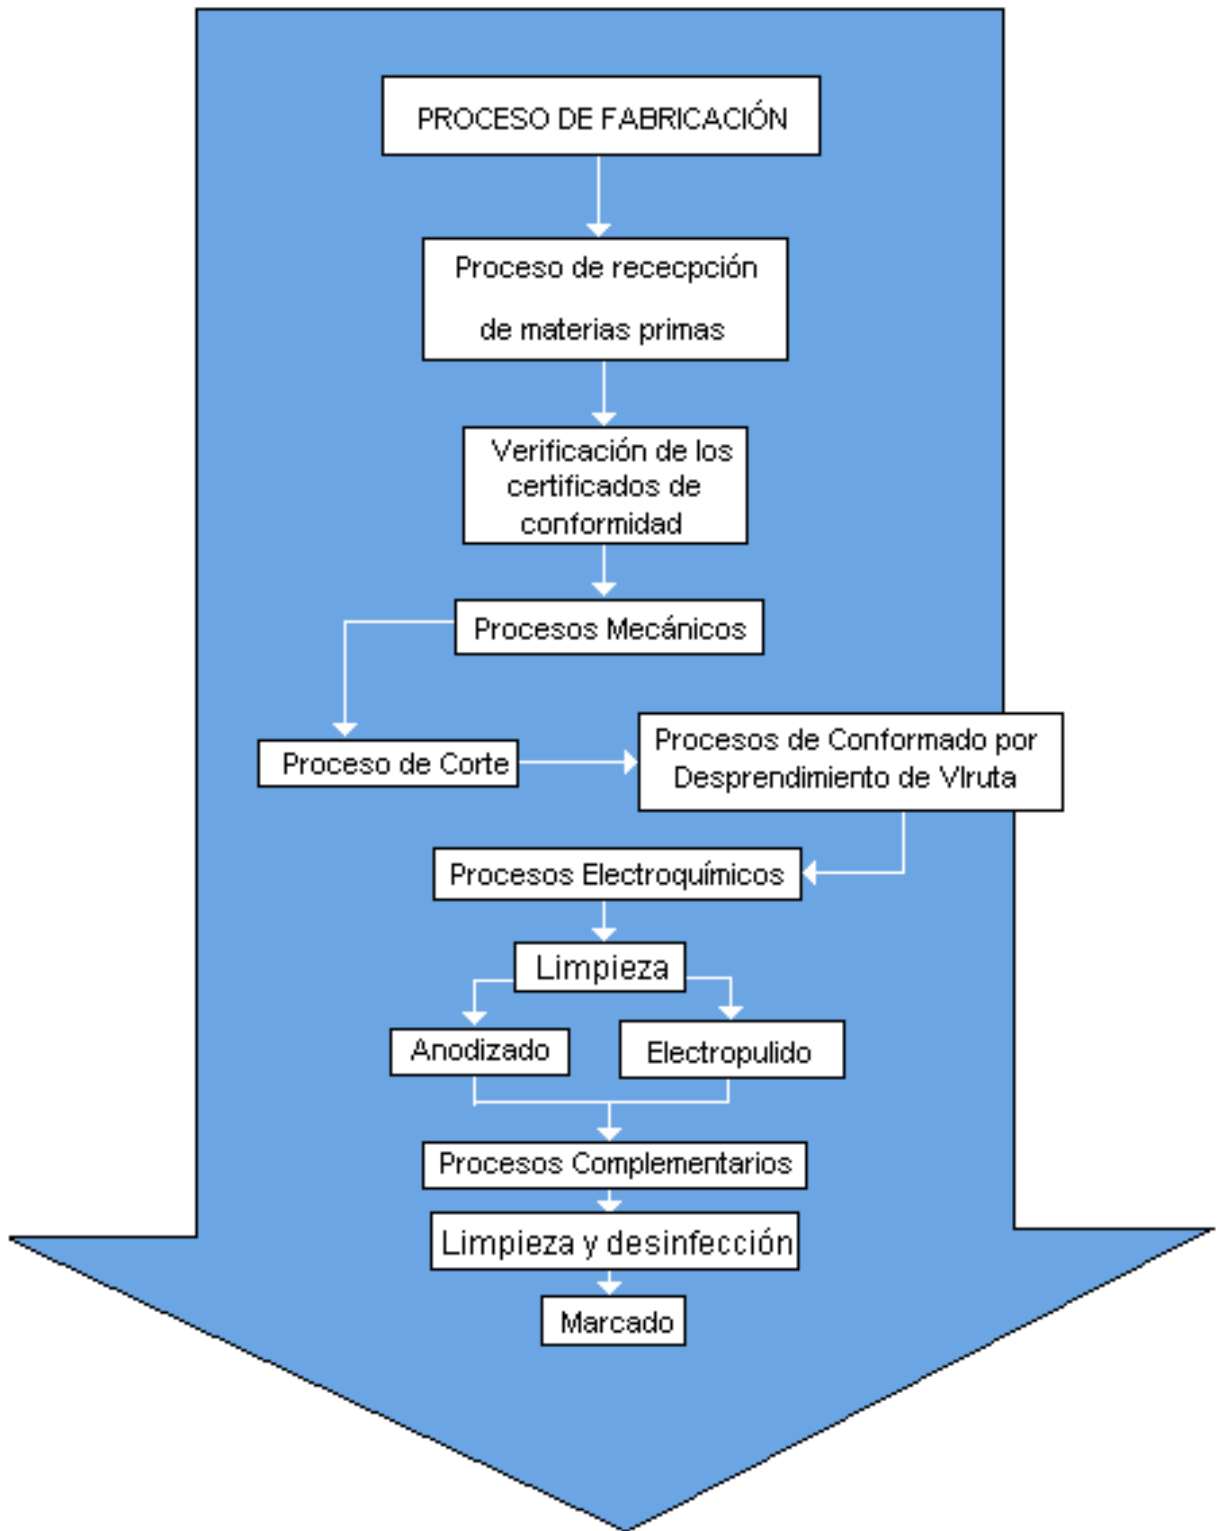 PROCESO DE FABRICACIÓN
Proceso de rececpción
de materias primas
Verificación de los
certificados de
conformidad
Procesos Mecánicos
Proceso de Corte
Procesos de Conformado por
Desprendimiento de VIruta
Procesos Electroquímicos
Limpieza
Anodizado
Electropulido
Procesos Complementarios
Limpieza y desinfección
Marcado